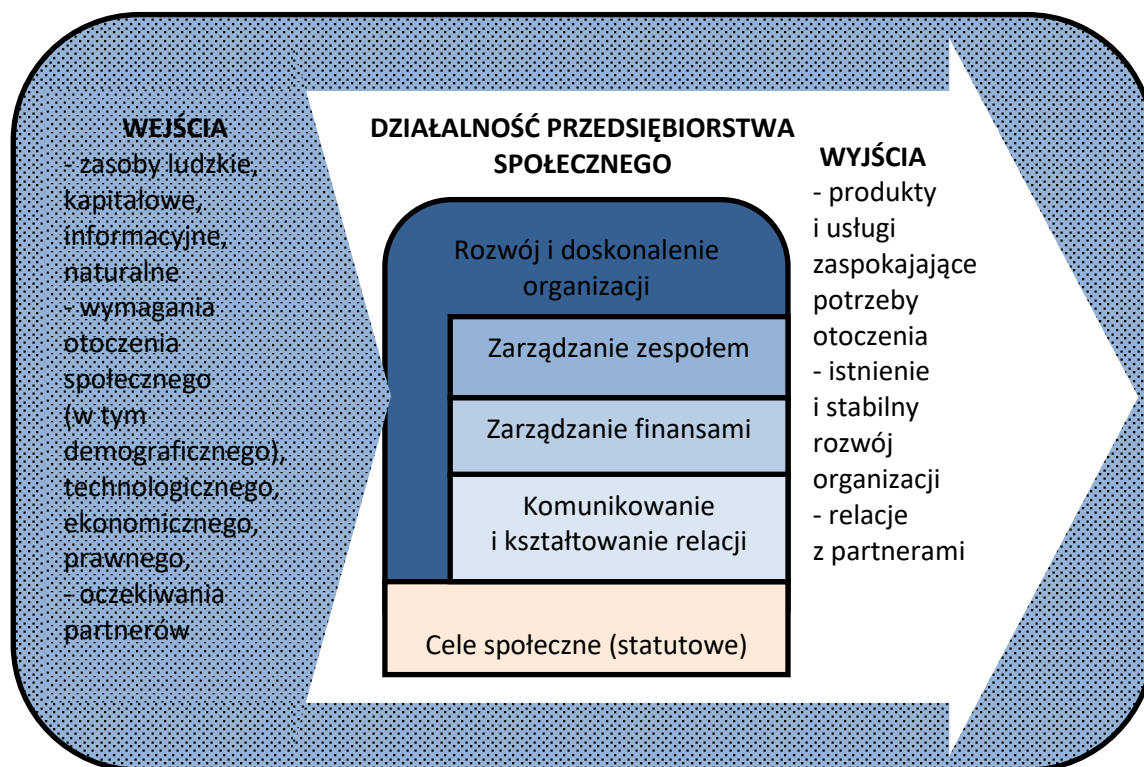 WEJŚCIA
- zasoby ludzkie,
kapitałowe,
informacyjne,
naturalne
- wymagania
otoczenia
społecznego
(w tym
demograficznego),
technologicznego,
ekonomicznego,
prawnego,
- oczekiwania
partnerów
DZIAŁALNOŚĆ PRZEDSIĘBIORSTWA
SPOŁECZNEGO
Rozwój i doskonalenie
organizacji
Zarządzanie zespołem
Zarządzanie finansami
Komunikowanie
i kształtowanie relacji
Cele społeczne (statutowe)
WYJŚCIA
- produkty
i usługi
zaspokajające
potrzeby
otoczenia
- istnienie
i stabilny
rozwój
organizacji
- relacje
z partnerami